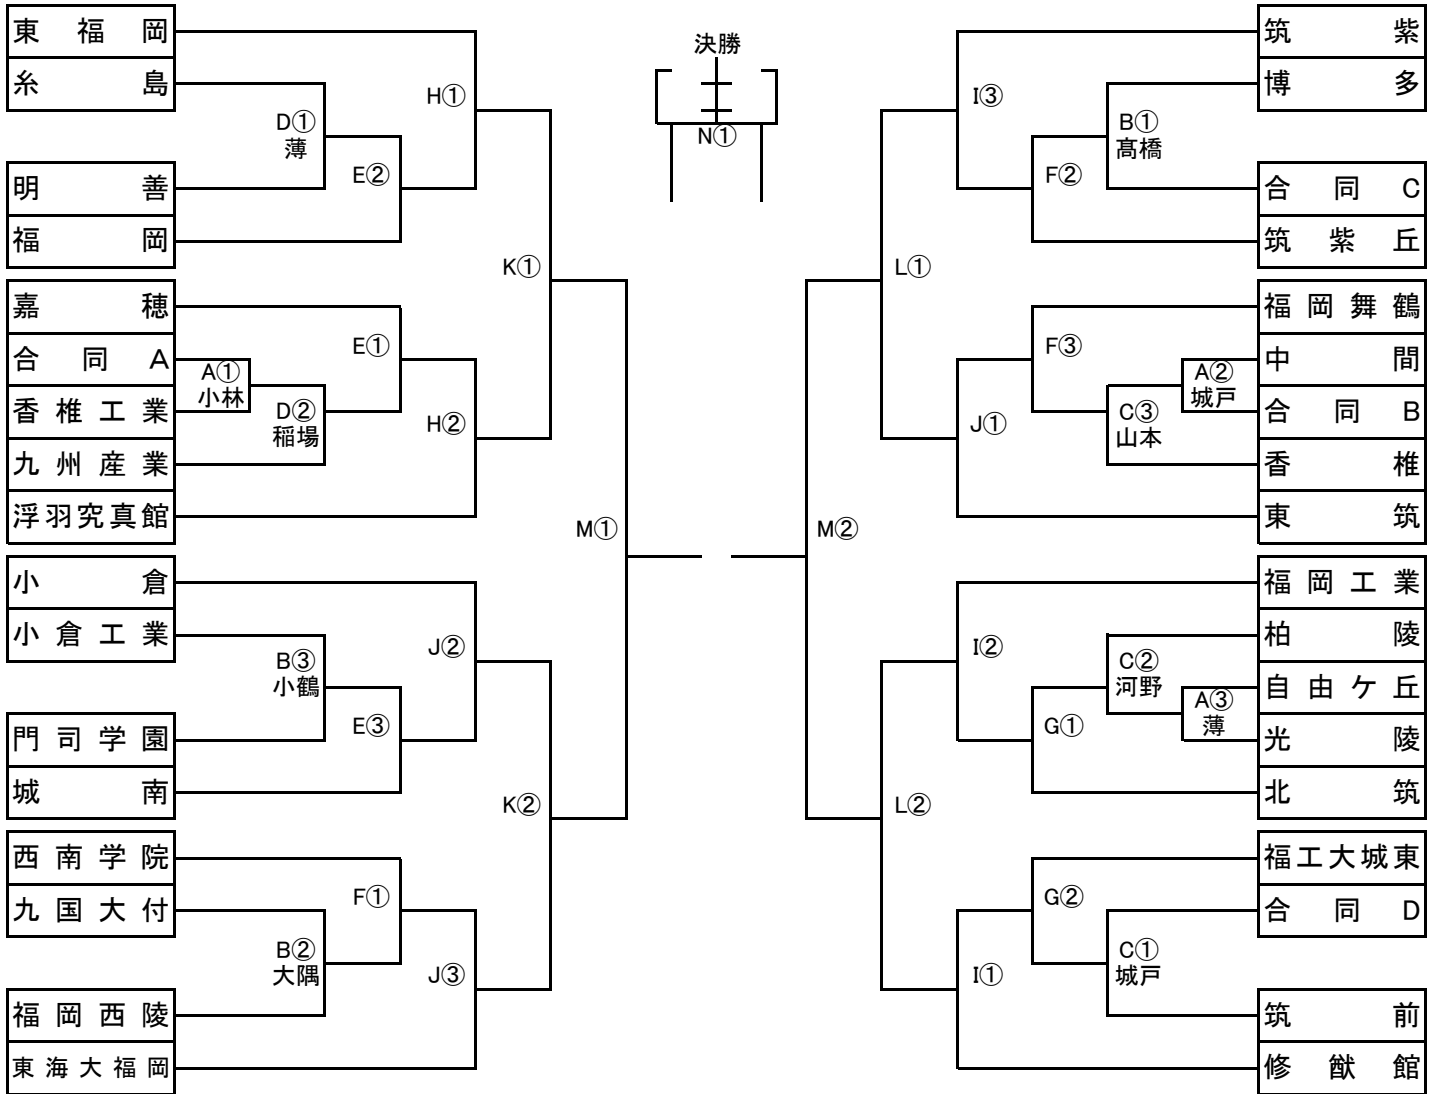 東福岡
糸島
明善
福岡
嘉穂
合同A
香椎工業
九州産業
浮羽究真館
小倉
小倉工業
門司学園
城南
西南学院
九国大付
福岡西陵
東海大福岡
H①
D①
薄
E②
K①
E①
A①
小林
D②
稲場
H②
M①
J②
B③
小鶴
E③
K②
F①
B②
大隅
J③
決勝
N①
I③
B①
髙橋
F②
L①
F③
A②
城戸
C③
山本
J①
M②
I②
C②
河野
A③
薄
G①
L②
G②
C①
城戸
I①
筑紫
博多
合同C
筑紫丘
福岡舞鶴
中間
合同B
香椎
東筑
福岡工業
柏陵
自由ケ丘
光陵
北筑
福工大城東
合同D
筑前
修猷館